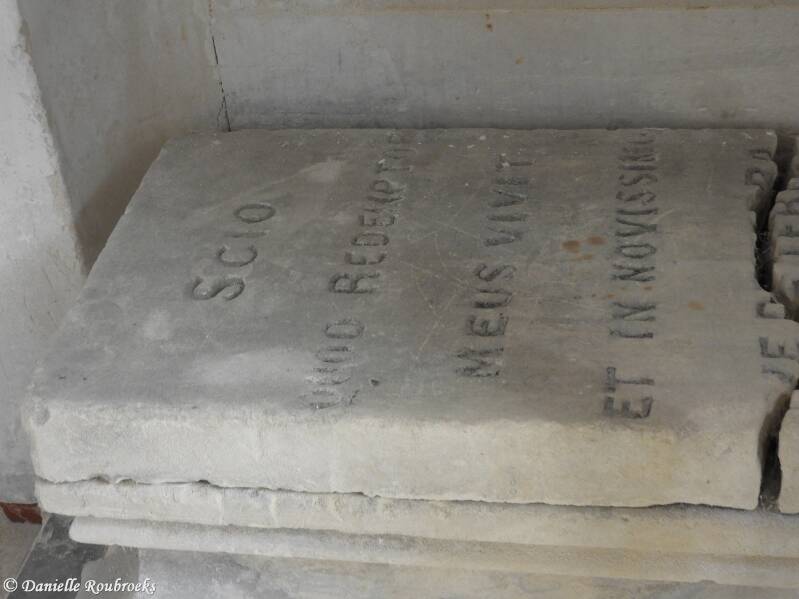 SCIO
QUOD REDEMPTOR
MEUS VIVIT
ET IN NOVISSIMO
© Danielle Roubroeks